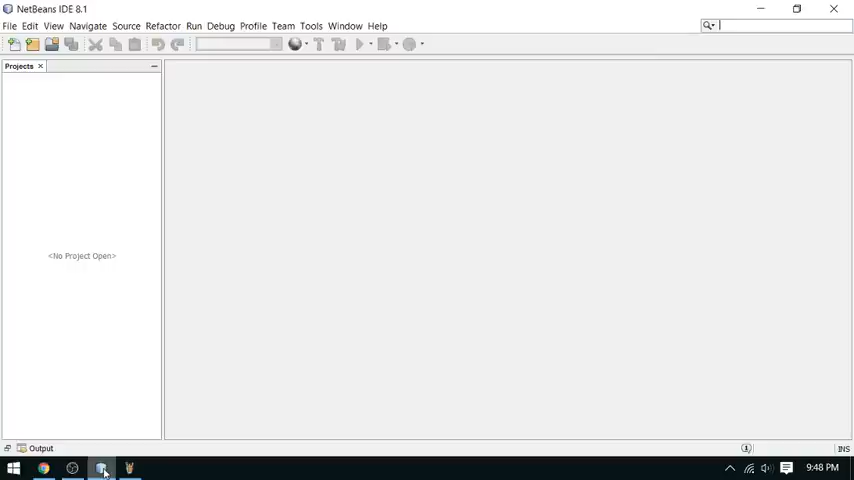 NetBeans IDE 8.1
File Edit View Navigate Source Refactor Run Debug Profile Team Tools Window Help
Projects
<No Project Open>
Output
1
INS
9:48 PM